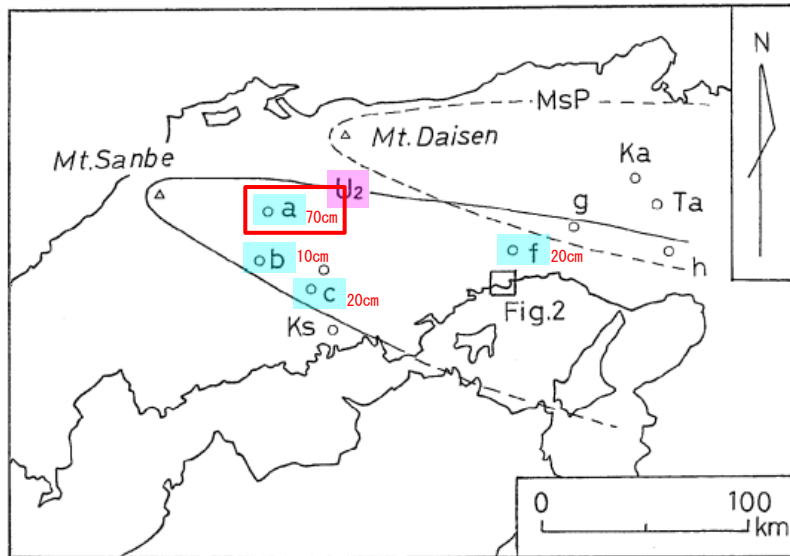 N
MsP
Mt.Daisen
Mt.Sanbe
Ka
U2
Ta
a 70cm
g
b 10cm
f 20cm
h
c 20cm
Fig.2
Ks
0 100
km